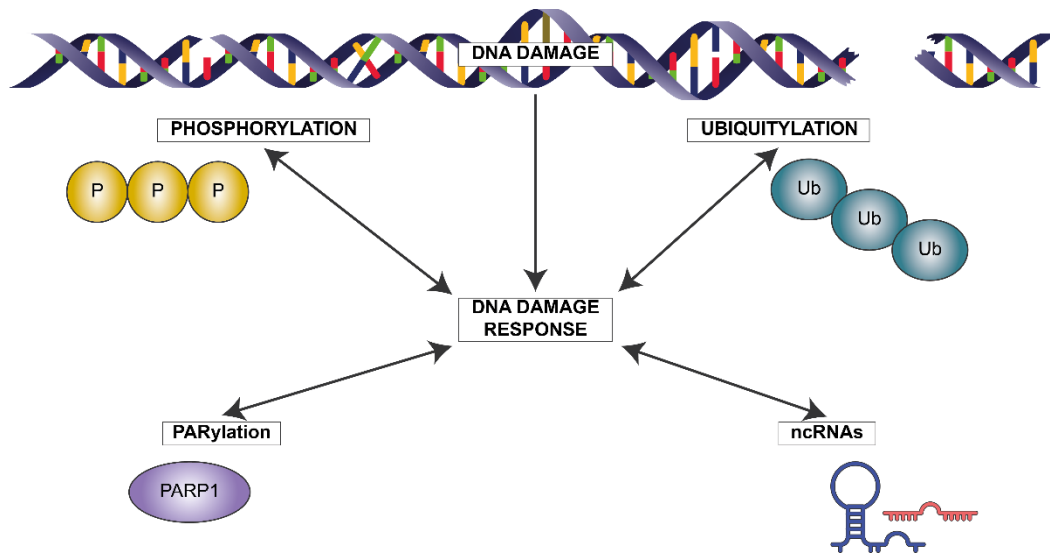 DNA DAMAGE
PHOSPHORYLATION
UBIQUITYLATION
P P P
Ub
Ub
Ub
DNA DAMAGE
RESPONSE
PARylation
ncRNAs
PARP1